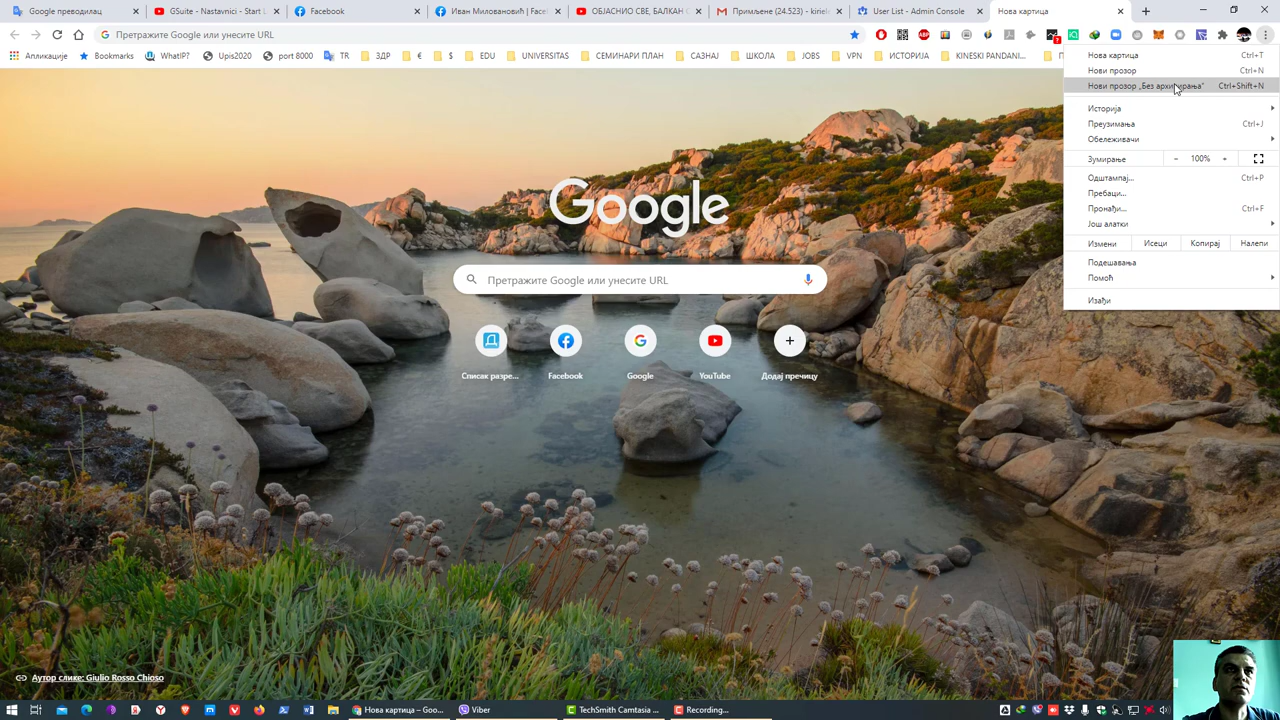 Google преводилац
GSuite - Nastavnici - Start L
Facebook
Иван Миловановић | Face
ОБЈАСНИО СВЕ, БАЛКАН С
Примљене (24.523) - kinele
User List - Admin Console
Нова картица
Претражите Google или унесите URL
Апликације
Bookmarks
WhatIP?
Upis2020
port 8000
TR
ЗДР
€
$
EDU
UNIVERSITAS
СЕМИНАРИ ПЛАН
САЗНАЈ
ШКОЛА
JOBS
VPN
ИСТОРИЈА
KINESKI PANDANI...
Нова картица Ctrl+T
Нови прозор Ctrl+N
Нови прозор „Без архивирања“ Ctrl+Shift+N
Историја
Преузимања Ctrl+J
Обележивачи
Зумирање − 100% +
Одштампај... Ctrl+P
Пребаци...
Пронађи... Ctrl+F
Још алатки
Измени Исеци Копирај Налепи
Подешавања
Помоћ
Изађи
Google
Претражите Google или унесите URL
Списак разре...
Facebook
Google
YouTube
Додај пречицу
Аутор слике: Giulio Rosso Chioso
Нова картица - Goo...
Viber
TechSmith Camtasia ...
Recording...